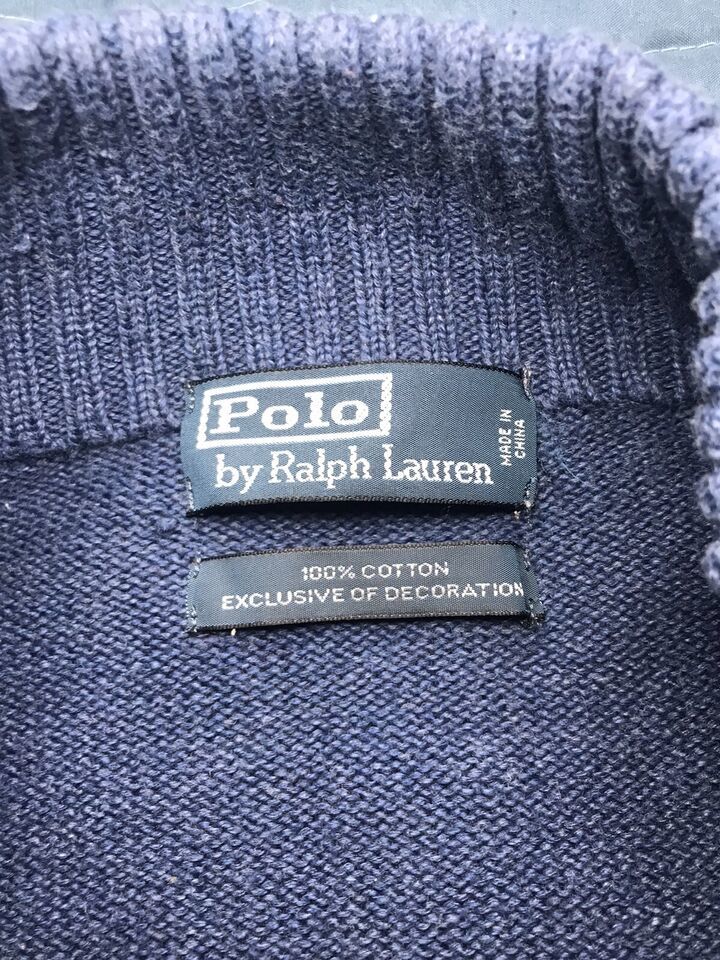 Polo
by Ralph Lauren
MADE IN
CHINA
100% COTTON
EXCLUSIVE OF DECORATION